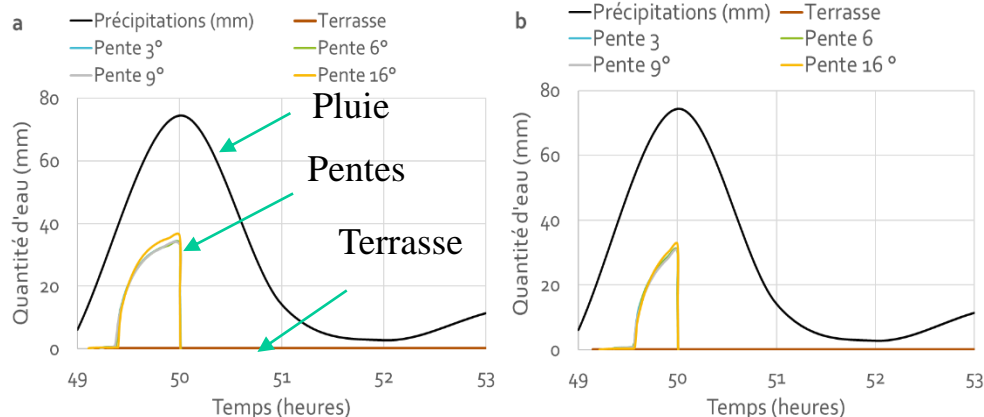 a
Précipitations (mm) Terrasse
Pente 3° Pente 6°
Pente 9° Pente 16°
Quantité d'eau (mm)
80
60
40
20
0
49 50 51 52 53
Temps (heures)
Pluie
Pentes
Terrasse
b
Précipitations (mm) Terrasse
Pente 3 Pente 6
Pente 9° Pente 16 °
Quantité d'eau (mm)
80
60
40
20
0
49 50 51 52 53
Temps (heures)